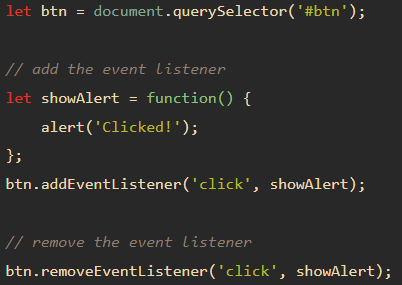 let btn = document.querySelector('#btn');
// add the event listener
let showAlert = function() {
    alert('Clicked!');
};
btn.addEventListener('click', showAlert);
// remove the event listener
btn.removeEventListener('click', showAlert);